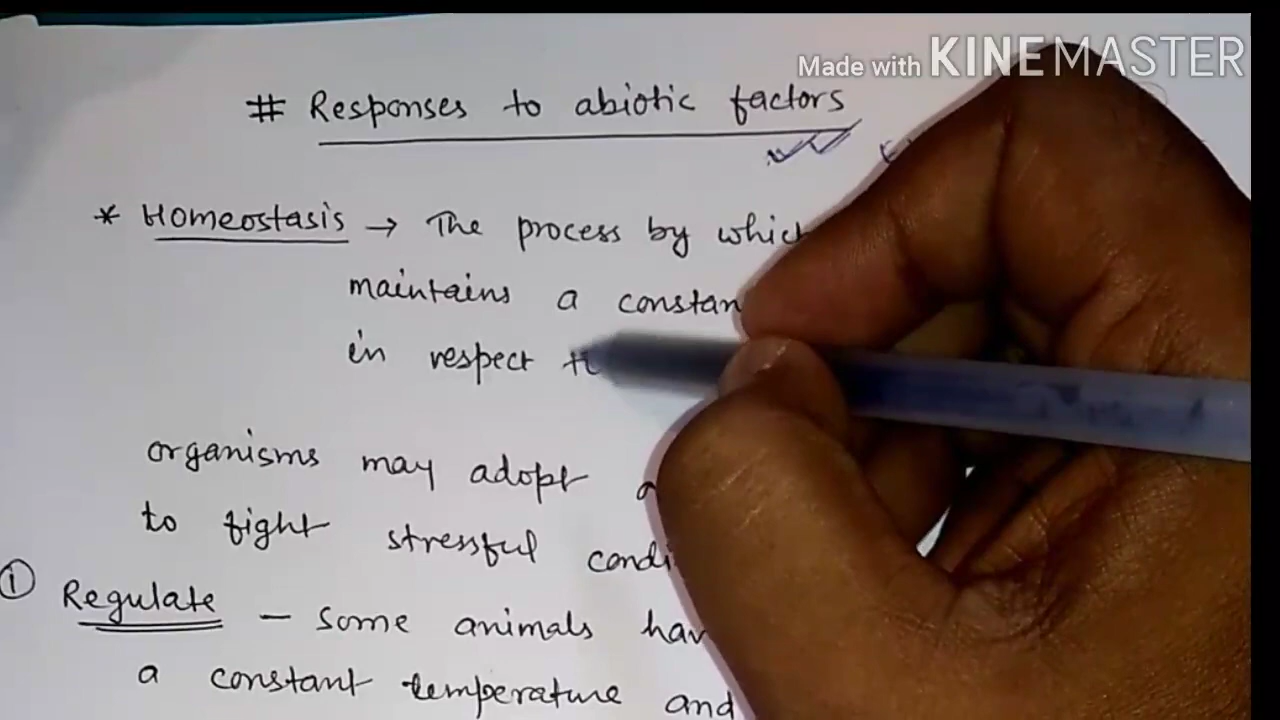 Made with KINEMASTER
# Responses to abiotic factors
* Homeostasis → The process by which
maintains a constan
in respect
organisms may adopt
to fight stressful condi
① Regulate - Some animals hav
a constant temperature and